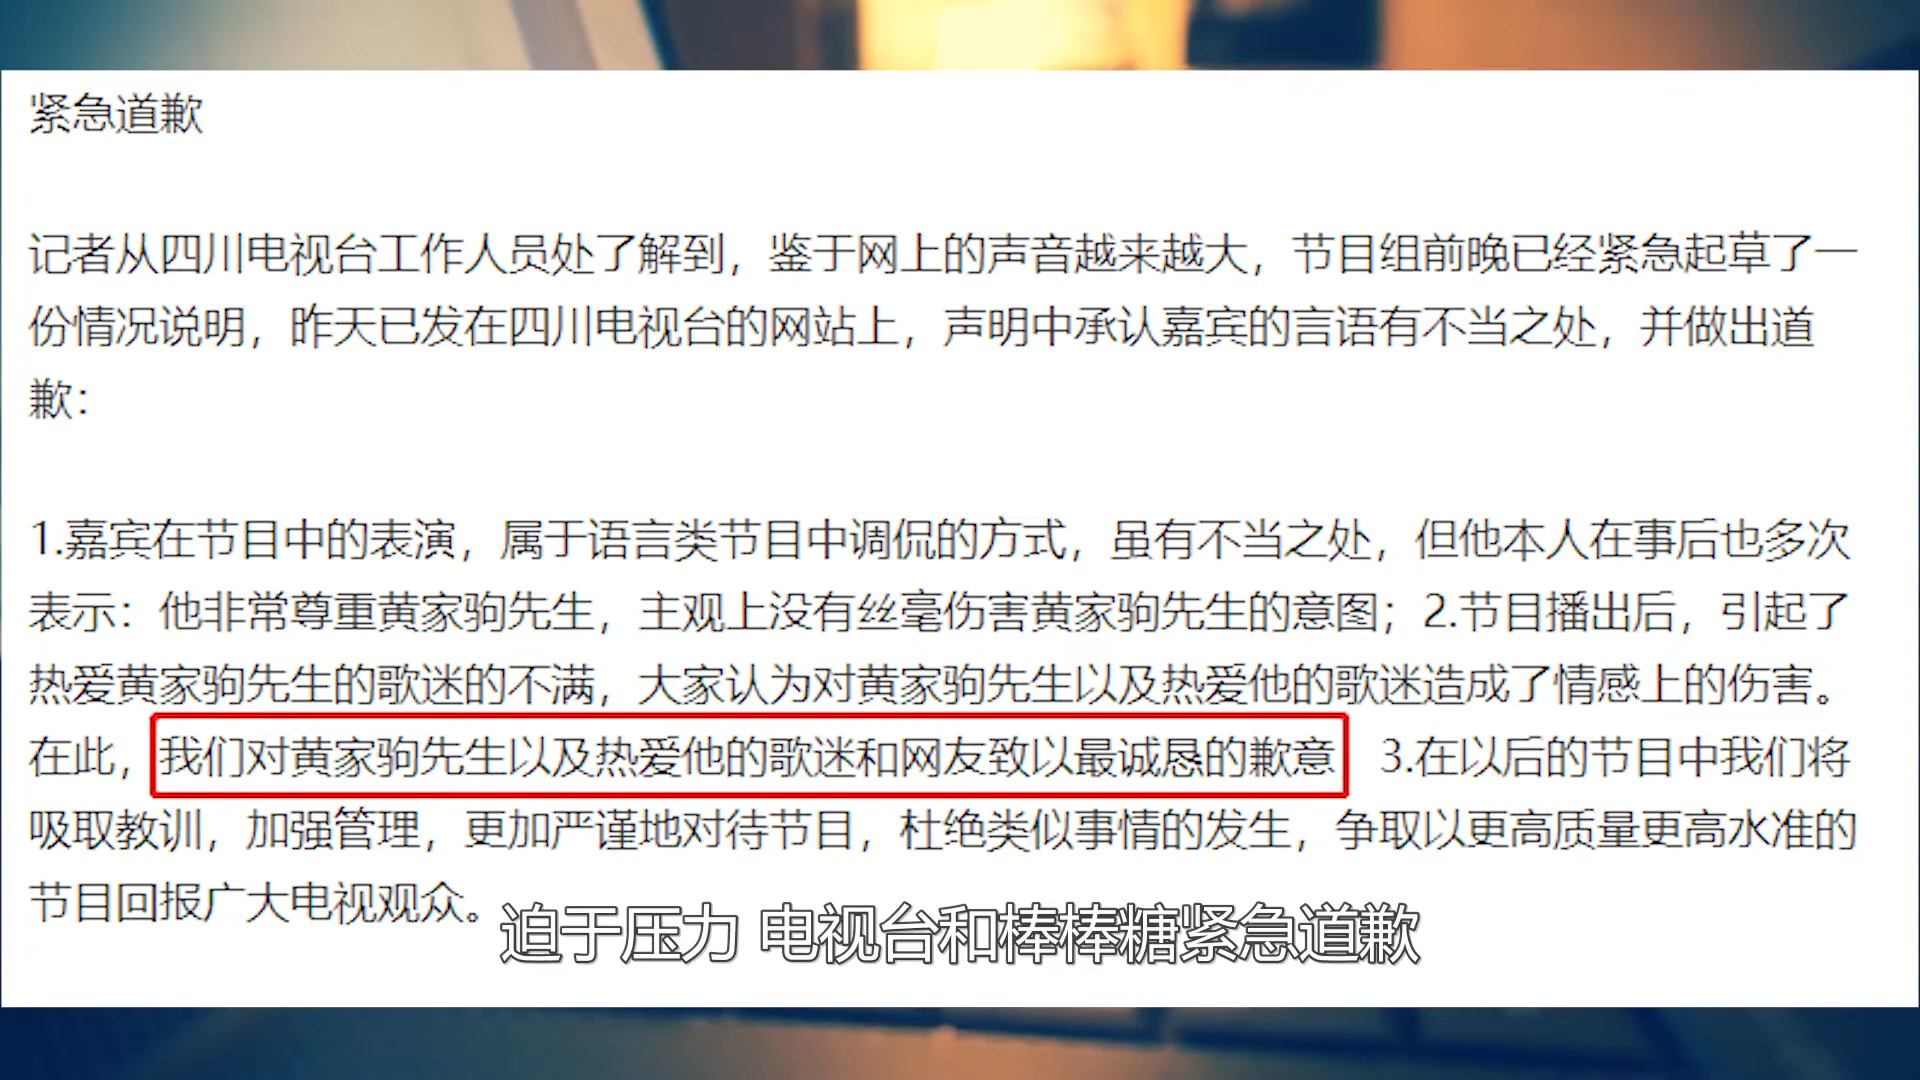 紧急道歉
记者从四川电视台工作人员处了解到，鉴于网上的声音越来越大，节目组前晚已经紧急起草了一
份情况说明，昨天已发在四川电视台的网站上，声明中承认嘉宾的言语有不当之处，并做出道
歉：
1.嘉宾在节目中的表演，属于语言类节目中调侃的方式，虽有不当之处，但他本人在事后也多次
表示：他非常尊重黄家驹先生，主观上没有丝毫伤害黄家驹先生的意图；2.节目播出后，引起了
热爱黄家驹先生的歌迷的不满，大家认为对黄家驹先生以及热爱他的歌迷造成了情感上的伤害。
在此，我们对黄家驹先生以及热爱他的歌迷和网友致以最诚恳的歉意 3.在以后的节目中我们将
吸取教训，加强管理，更加严谨地对待节目，杜绝类似事情的发生，争取以更高质量更高水准的
节目回报广大电视观众。
迫于压力 电视台和棒棒糖紧急道歉